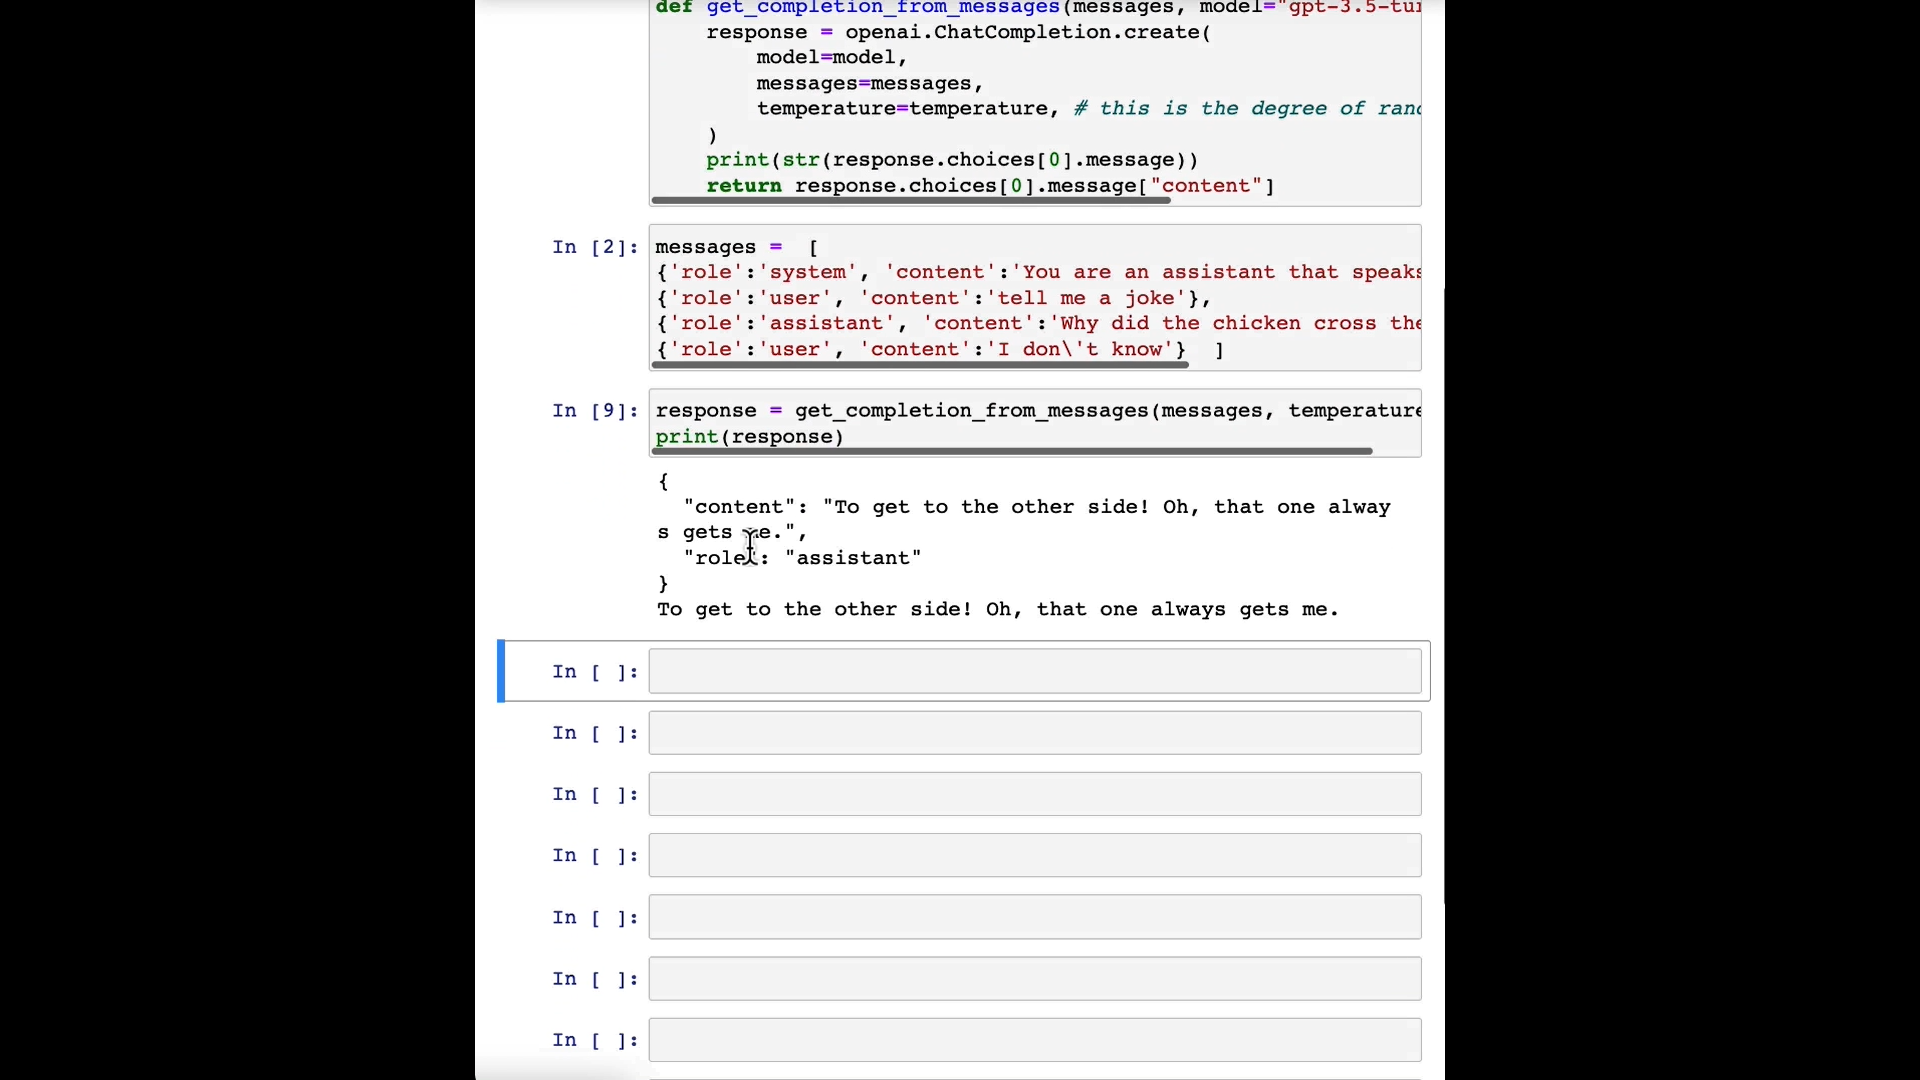 def get_completion_from_messages(messages, model="gpt-3.5-tur
response = openai.ChatCompletion.create(
model=model,
messages=messages,
temperature=temperature, # this is the degree of rand
)
print(str(response.choices[0].message))
return response.choices[0].message["content"]
In [2]:
messages =  [
{'role':'system', 'content':'You are an assistant that speaks
{'role':'user', 'content':'tell me a joke'},
{'role':'assistant', 'content':'Why did the chicken cross the
{'role':'user', 'content':'I don\'t know'}  ]
In [9]:
response = get_completion_from_messages(messages, temperature
print(response)
{
"content": "To get to the other side! Oh, that one alway
s gets me.",
"role": "assistant"
}
To get to the other side! Oh, that one always gets me.
In [ ]:
In [ ]:
In [ ]:
In [ ]:
In [ ]:
In [ ]:
In [ ]: